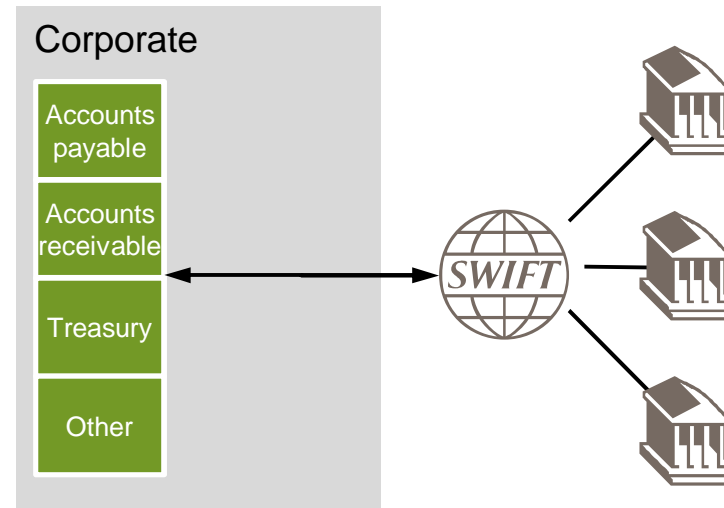 Corporate
Accounts
payable
Accounts
receivable
Treasury
Other
SWIFT